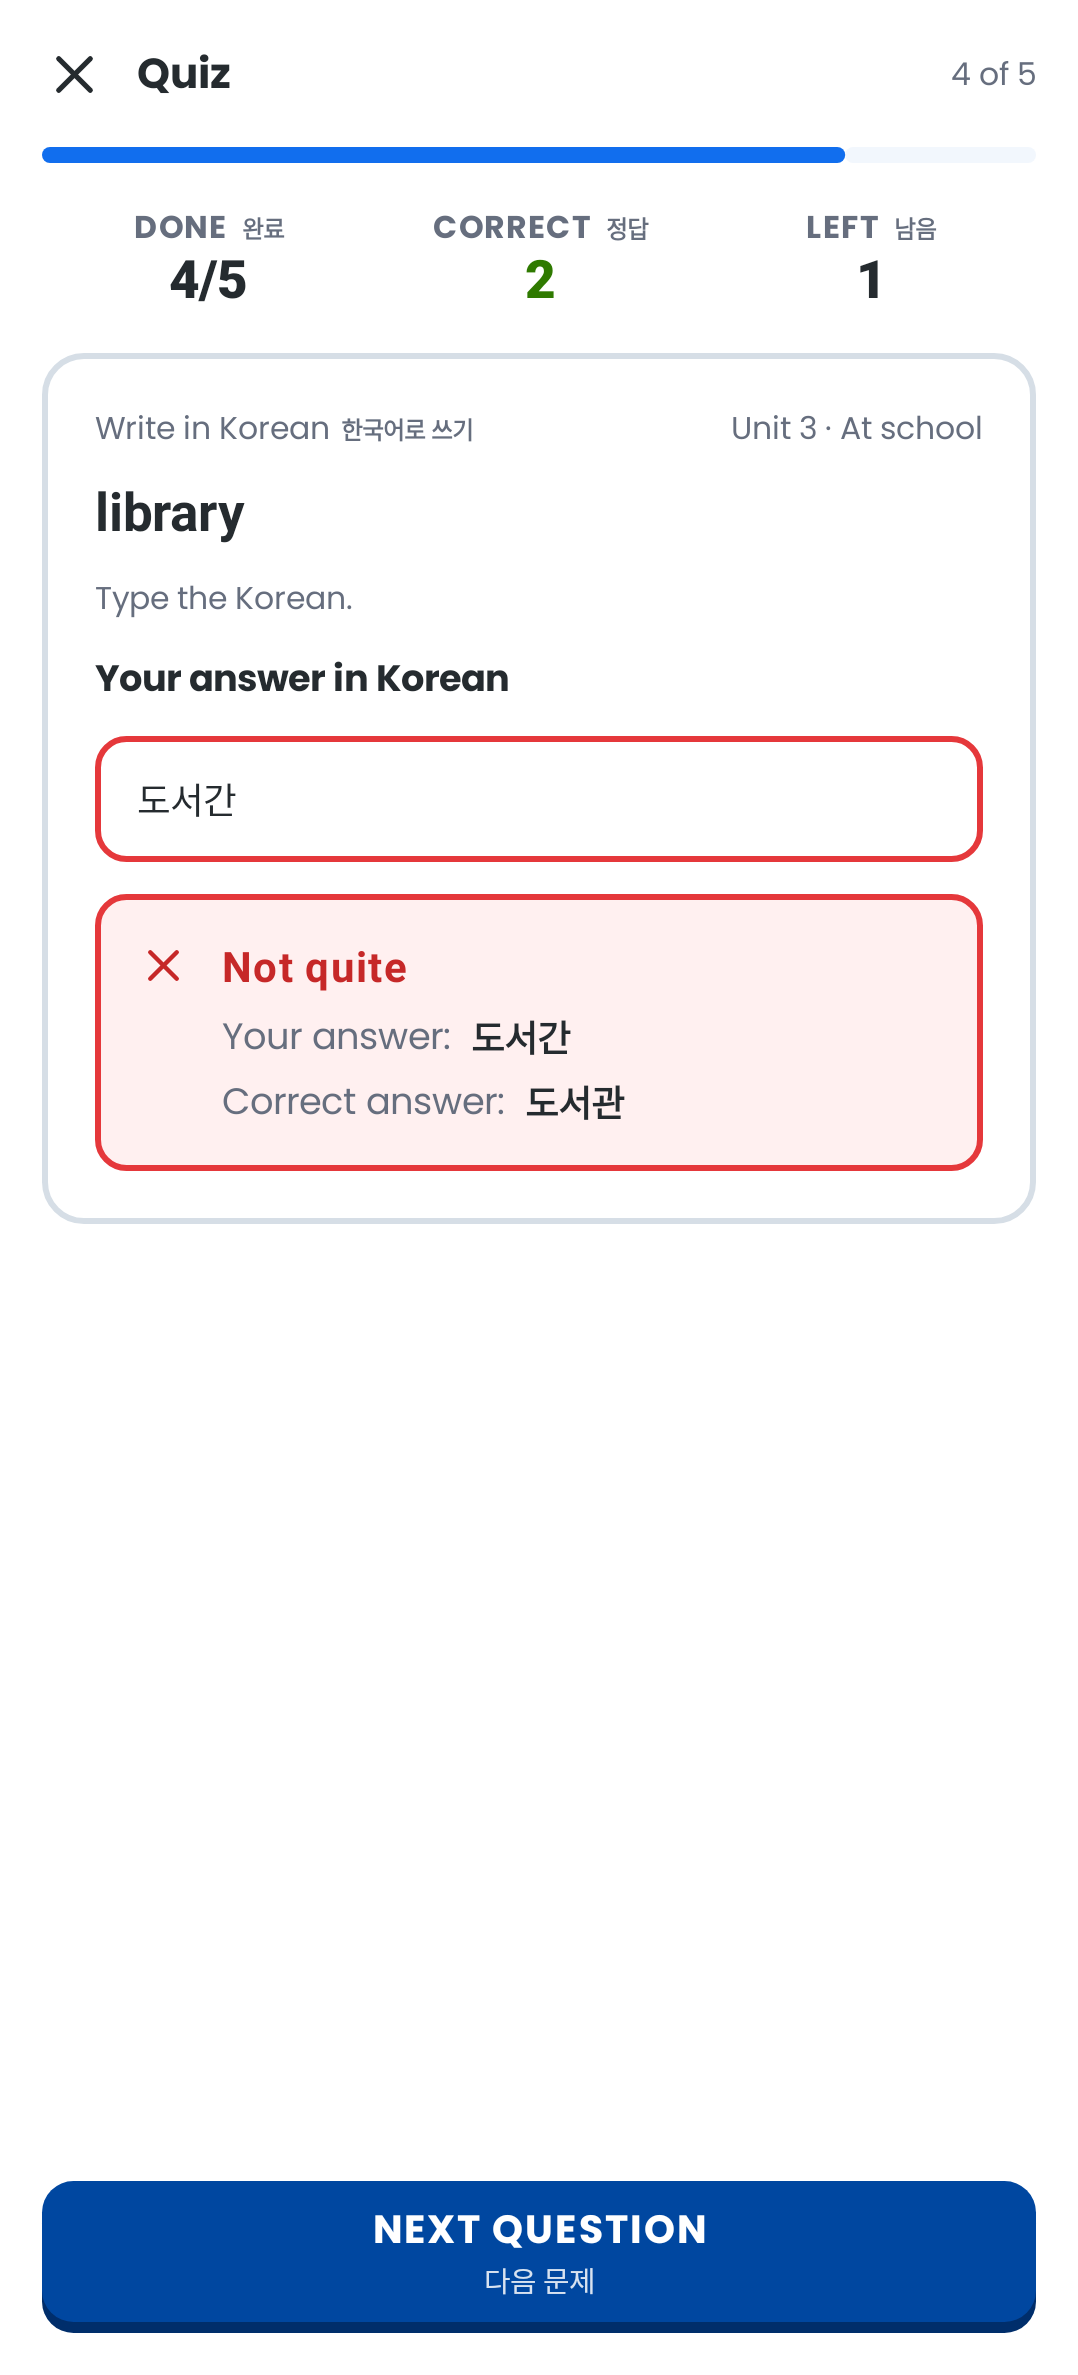 Quiz
4 of 5
DONE 완료
4/5
CORRECT 정답
2
LEFT 남음
1
Write in Korean 한국어로 쓰기
Unit 3 · At school
library
Type the Korean.
Your answer in Korean
도서간
Not quite
Your answer: 도서간
Correct answer: 도서관
NEXT QUESTION
다음 문제